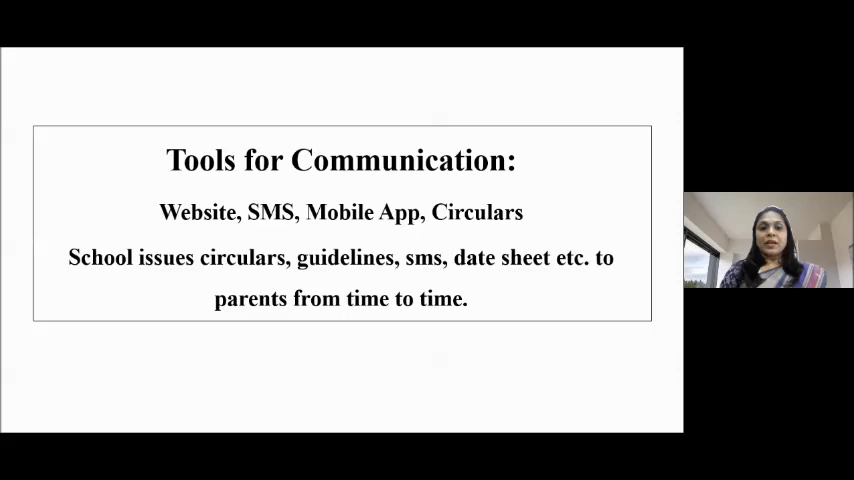 Tools for Communication:
Website, SMS, Mobile App, Circulars
School issues circulars, guidelines, sms, date sheet etc. to
parents from time to time.